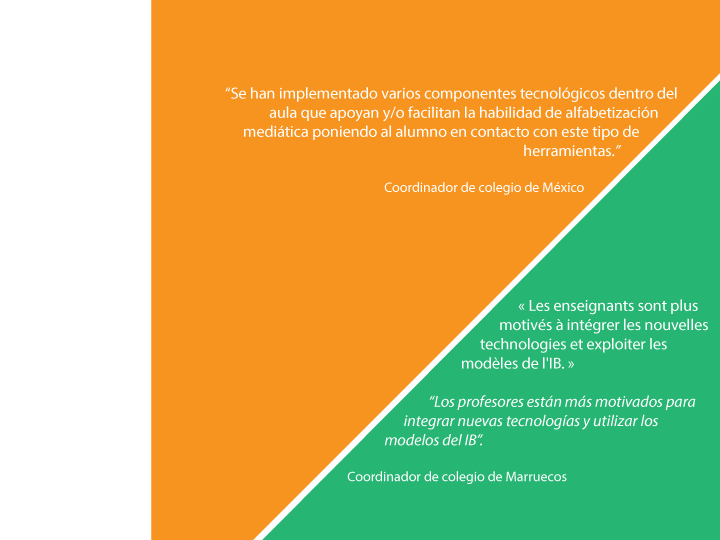 “Se han implementado varios componentes tecnológicos dentro del
aula que apoyan y/o facilitan la habilidad de alfabetización
mediática poniendo al alumno en contacto con este tipo de
herramientas.”
Coordinador de colegio de México
« Les enseignants sont plus
motivés à intégrer les nouvelles
technologies et exploiter les
modèles de l'IB. »
“Los profesores están más motivados para
integrar nuevas tecnologías y utilizar los
modelos del IB”.
Coordinador de colegio de Marruecos